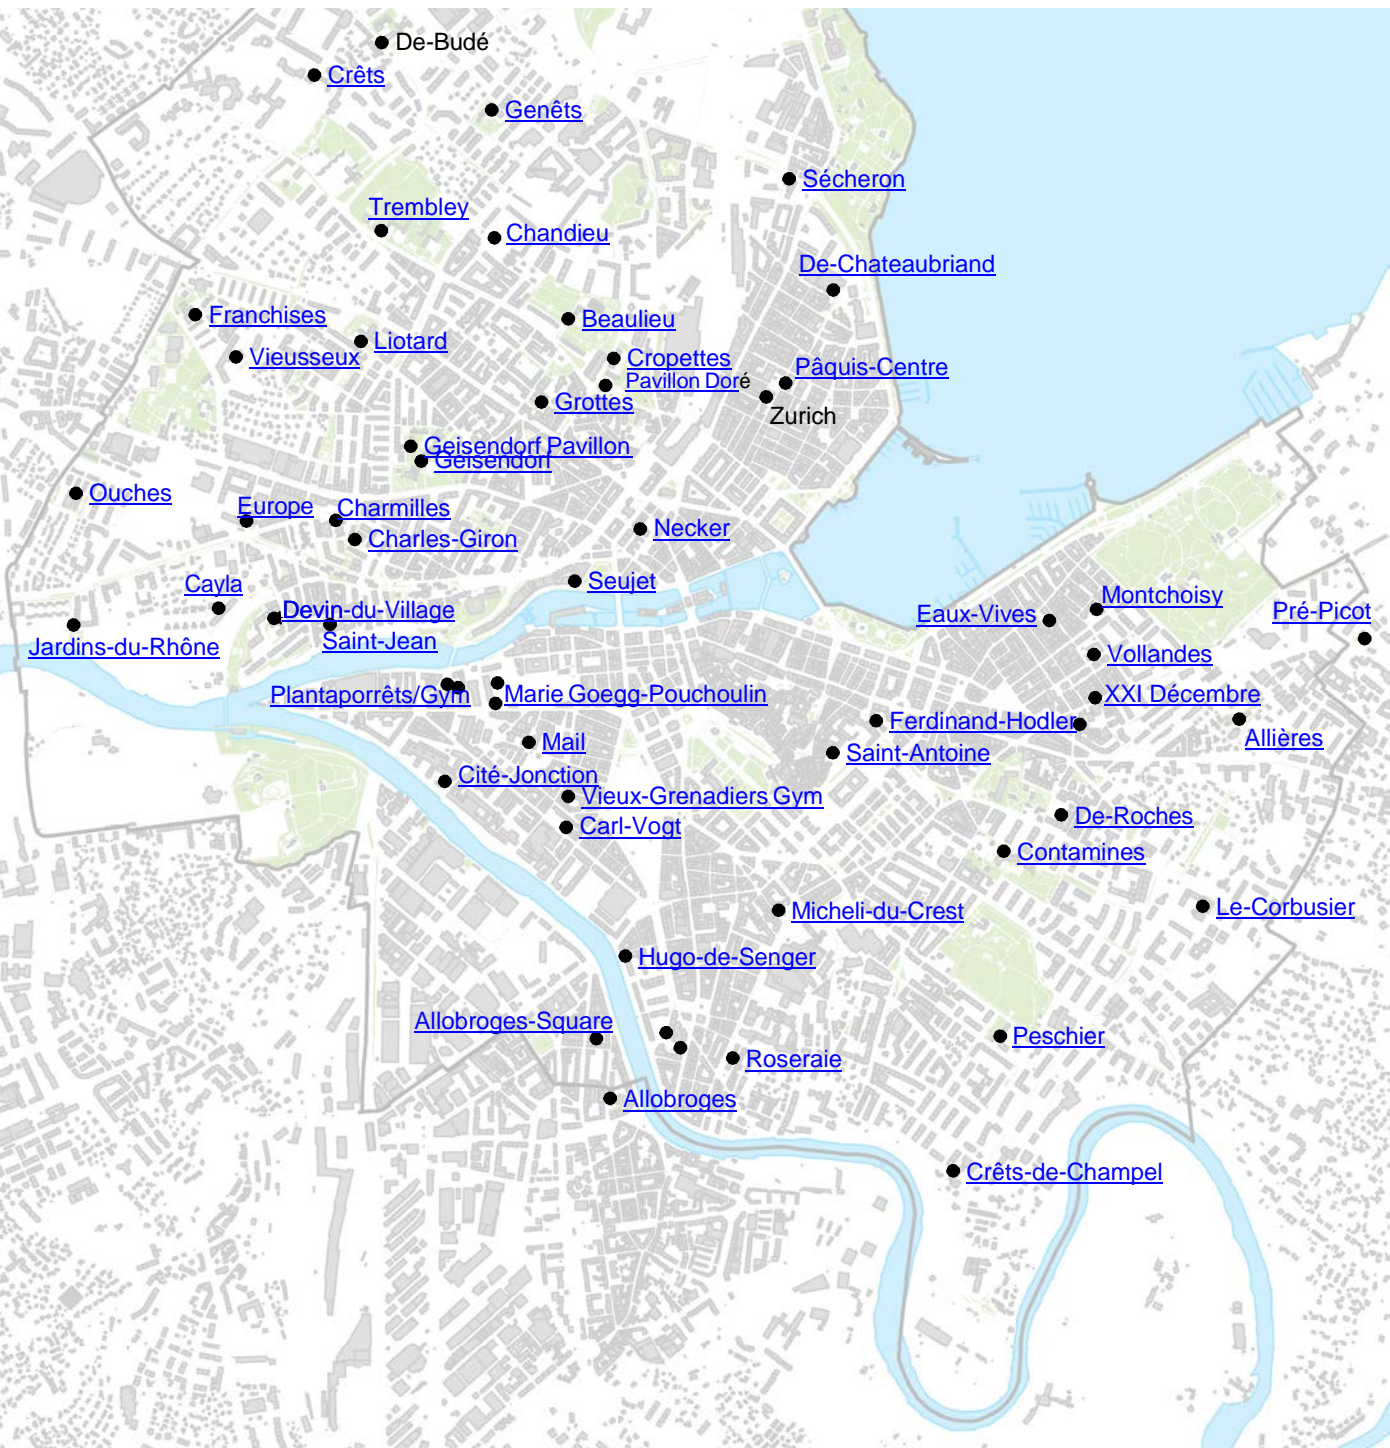 De-Budé
Crêts
Genêts
Sécheron
Trembley
Chandieu
De-Chateaubriand
Franchises
Beaulieu
Liotard
Vieusseux
Cropettes
Pâquis-Centre
Pavillon Doré
Grottes
Zurich
Geisendorf Pavillon
Geisendorf
Ouches
Europe
Charmilles
Necker
Charles-Giron
Seujet
Cayla
Devin-du-Village
Montchoisy
Pré-Picot
Eaux-Vives
Saint-Jean
Jardins-du-Rhône
Vollandes
Plantaporrêts/Gym
Marie Goegg-Pouchoulin
XXI Décembre
Ferdinand-Hodler
Allières
Mail
Saint-Antoine
Cité-Jonction
Vieux-Grenadiers Gym
De-Roches
Carl-Vogt
Contamines
Le-Corbusier
Micheli-du-Crest
Hugo-de-Senger
Allobroges-Square
Peschier
Roseraie
Allobroges
Crêts-de-Champel